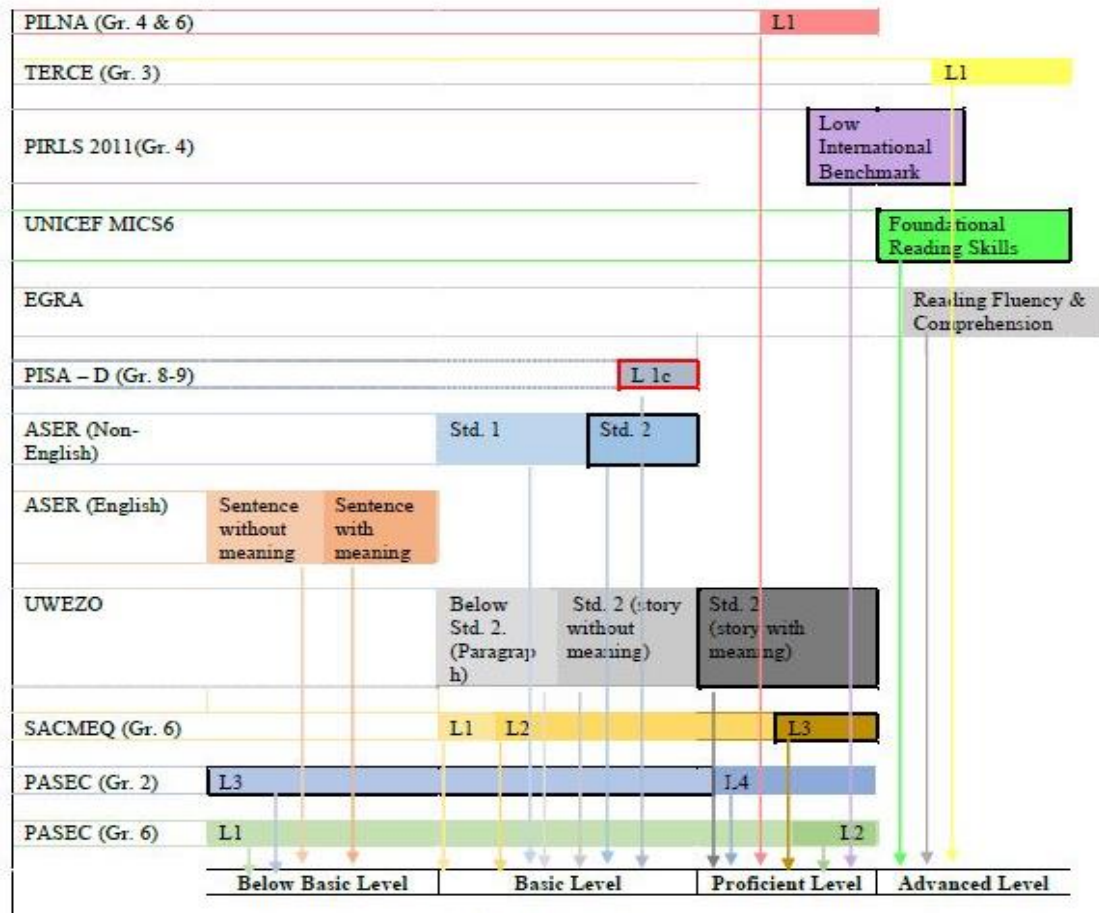 PILNA (Gr. 4 & 6)
L1
TERCE (Gr. 3)
L1
PIRLS 2011(Gr. 4)
Low
International
Benchmark
UNICEF MICS6
Foundational
Reading Skills
EGRA
Reading Fluency &
Comprehension
PISA – D (Gr. 8-9)
L 1c
ASER (Non-
English)
Std. 1
Std. 2
ASER (English)
Sentence
without
meaning
Sentence
with
meaning
UWEZO
Below
Std. 2.
(Paragrap
h)
Std. 2 (story
without
meaning)
Std. 2
(story with
meaning)
SACMEQ (Gr. 6)
L1
L2
L3
PASEC (Gr. 2)
L3
L4
PASEC (Gr. 6)
L1
L2
Below Basic Level
Basic Level
Proficient Level
Advanced Level